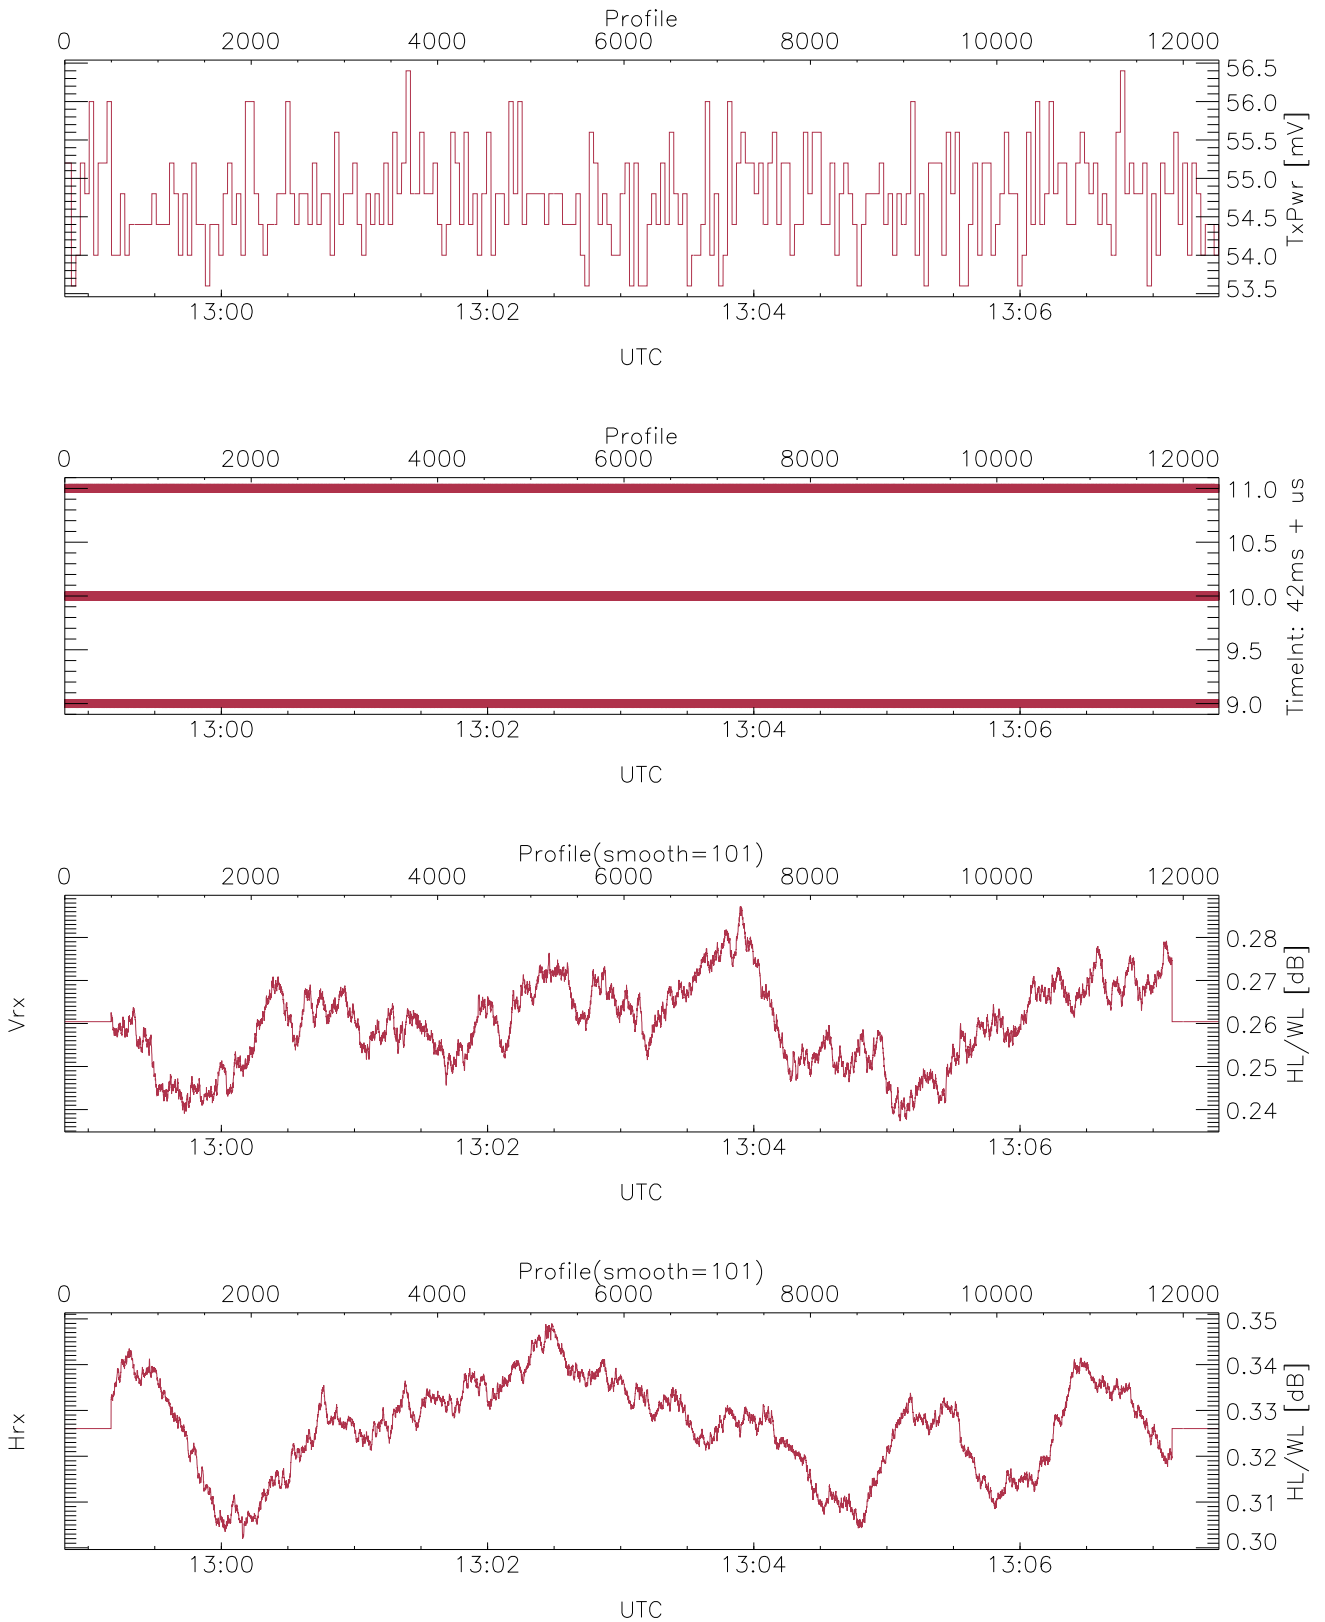 Profile
0 2000 4000 6000 8000 10000 12000
56.5
56.0
55.5
55.0
54.5
54.0
53.5
TxPwr [mV]
13:00 13:02 13:04 13:06
UTC
Profile
0 2000 4000 6000 8000 10000 12000
11.0
10.5
10.0
9.5
9.0
TimeInt: 42ms + us
13:00 13:02 13:04 13:06
UTC
Profile(smooth=101)
0 2000 4000 6000 8000 10000 12000
Vrx
0.28
0.27
0.26
0.25
0.24
HL/WL [dB]
13:00 13:02 13:04 13:06
UTC
Profile(smooth=101)
0 2000 4000 6000 8000 10000 12000
Hrx
0.35
0.34
0.33
0.32
0.31
0.30
HL/WL [dB]
13:00 13:02 13:04 13:06
UTC